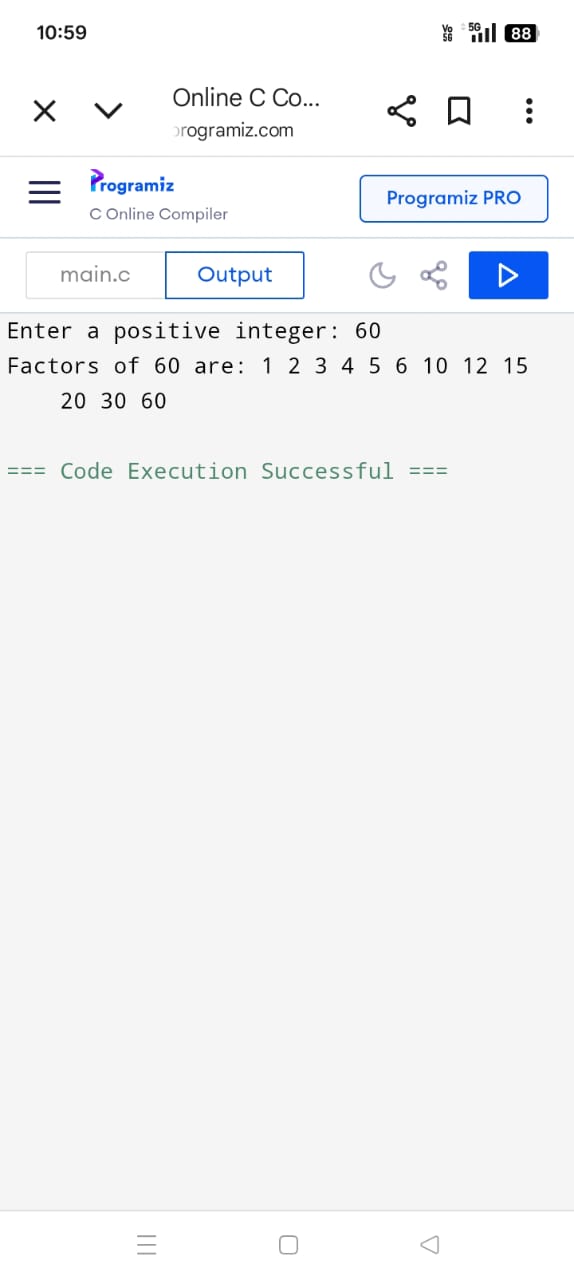 10:59
Vo 5G 5G 88
Online C Co...
programiz.com
Programiz
C Online Compiler
Programiz PRO
main.c
Output
Enter a positive integer: 60
Factors of 60 are: 1 2 3 4 5 6 10 12 15
20 30 60
=== Code Execution Successful ===